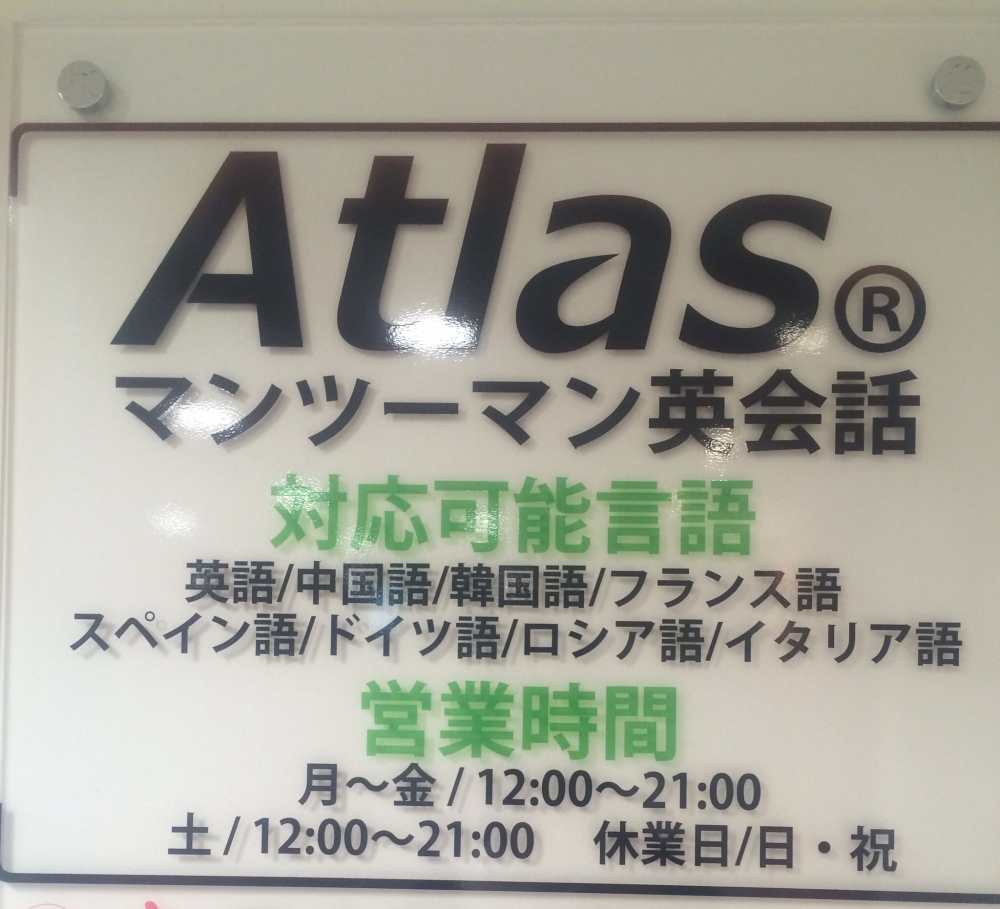 Atlas®
マンツーマン英会話
対応可能言語
英語/中国語/韓国語/フランス語
スペイン語/ドイツ語/ロシア語/イタリア語
営業時間
月～金 / 12:00～21:00
土 / 12:00～21:00 休業日/日・祝